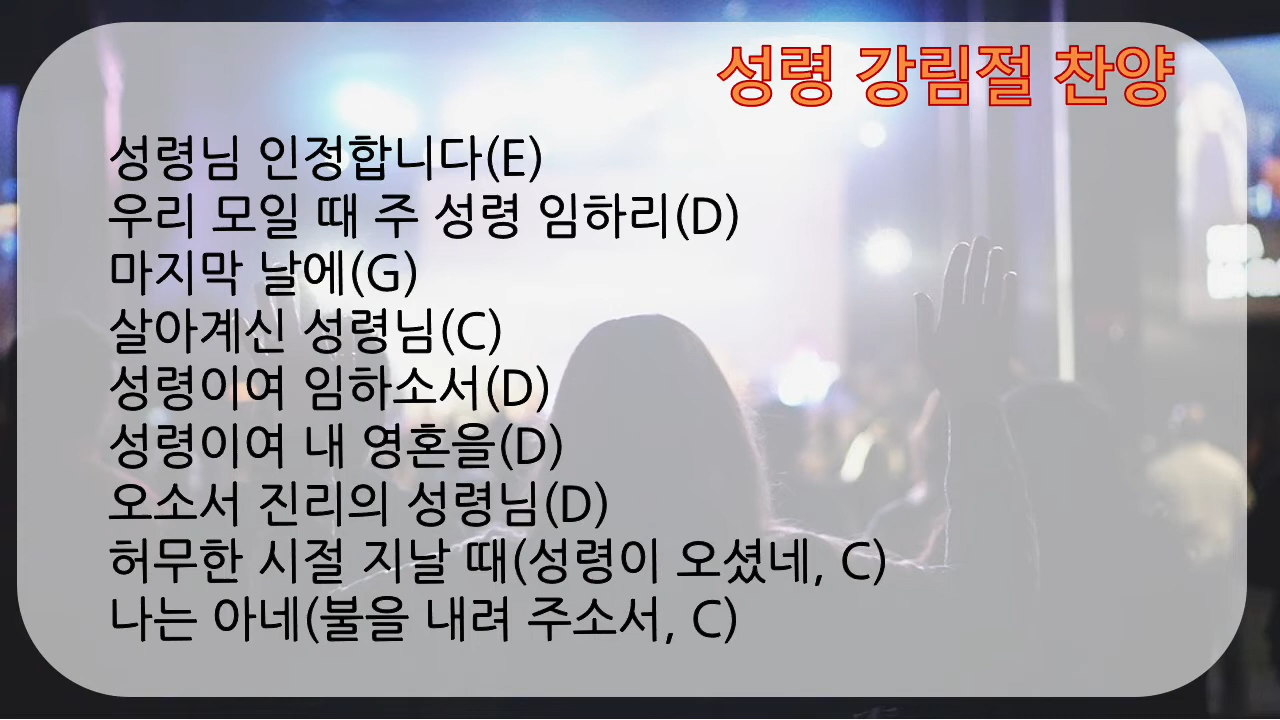 성령 강림절 찬양
성령님 인정합니다(E)
우리 모일 때 주 성령 임하리(D)
마지막 날에(G)
살아계신 성령님(C)
성령이여 임하소서(D)
성령이여 내 영혼을(D)
오소서 진리의 성령님(D)
허무한 시절 지날 때(성령이 오셨네, C)
나는 아네(불을 내려 주소서, C)